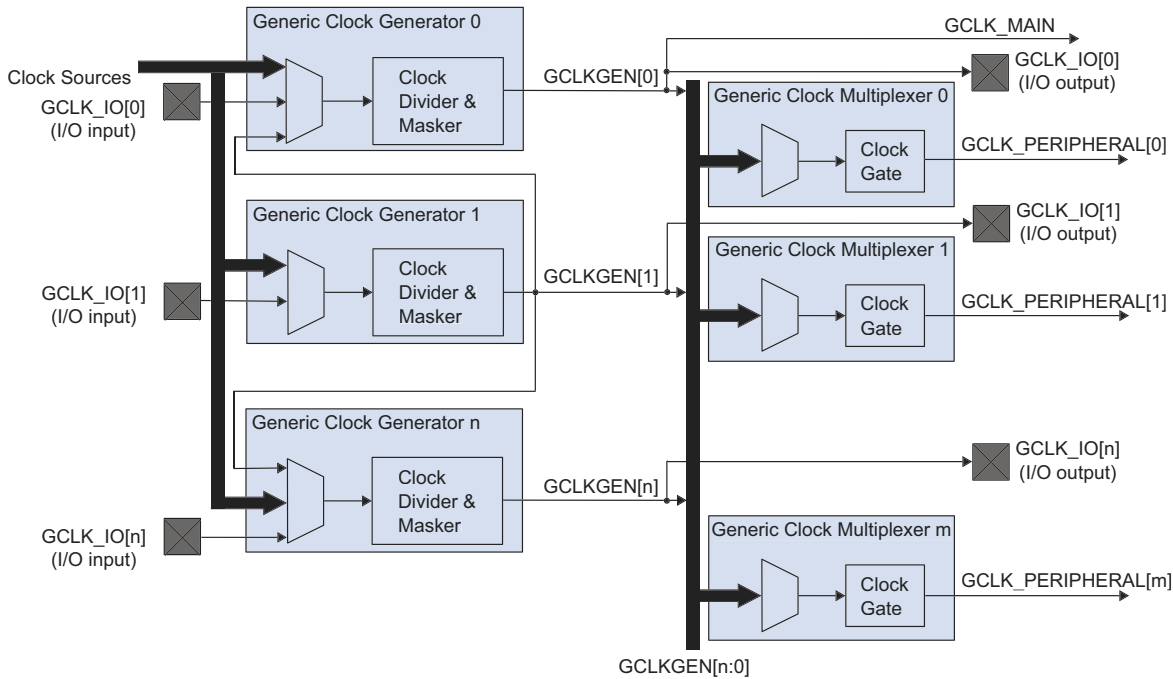 Generic Clock Generator 0
Clock Sources
GCLK_IO[0]
(I/O input)
Clock
Divider &
Masker
GCLKGEN[0]
GCLK_MAIN
GCLK_IO[0]
(I/O output)
Generic Clock Multiplexer 0
Clock
Gate
GCLK_PERIPHERAL[0]
Generic Clock Generator 1
GCLK_IO[1]
(I/O input)
Clock
Divider &
Masker
GCLKGEN[1]
GCLK_IO[1]
(I/O output)
Generic Clock Multiplexer 1
Clock
Gate
GCLK_PERIPHERAL[1]
Generic Clock Generator n
GCLK_IO[n]
(I/O input)
Clock
Divider &
Masker
GCLKGEN[n]
GCLK_IO[n]
(I/O output)
Generic Clock Multiplexer m
Clock
Gate
GCLK_PERIPHERAL[m]
GCLKGEN[n:0]